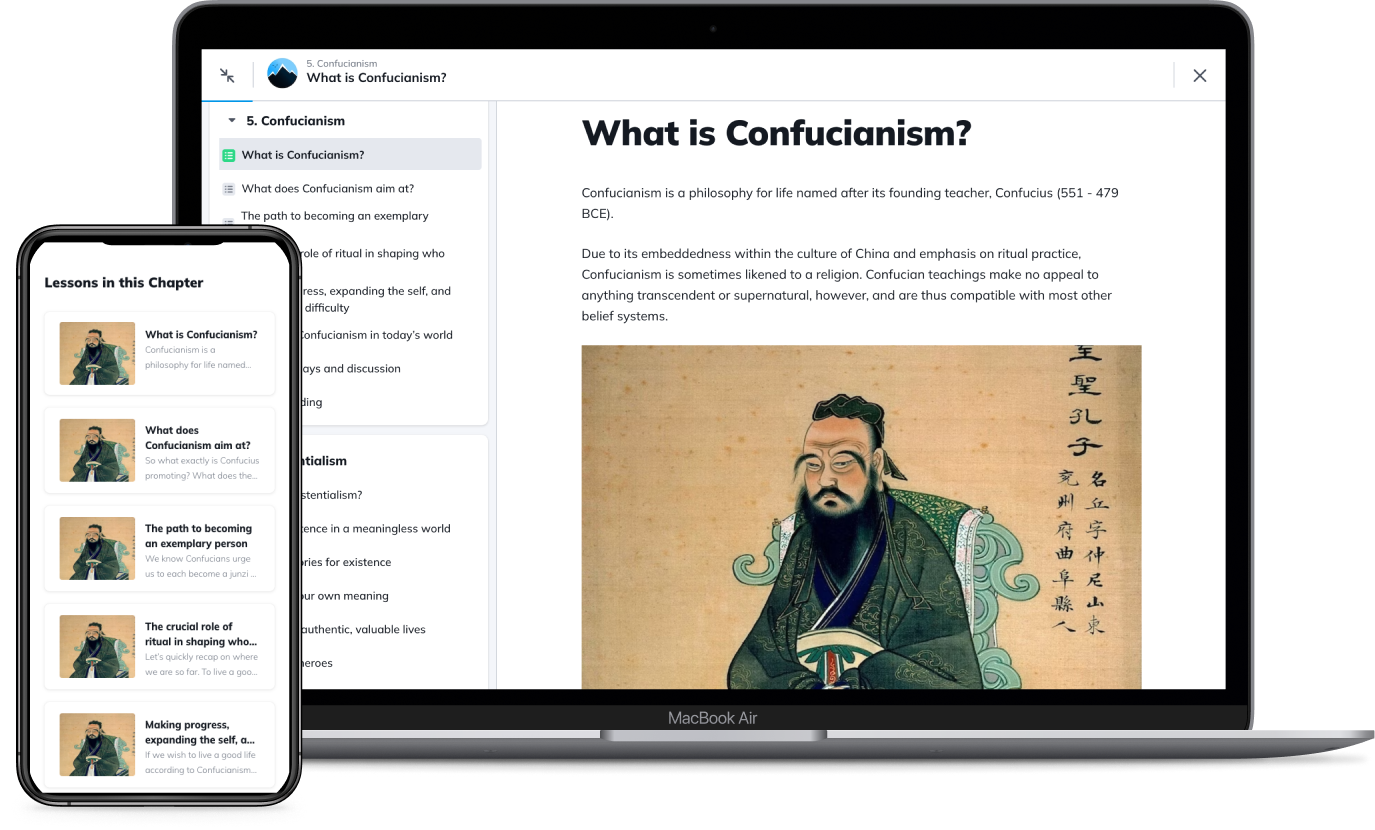 5. Confucianism
What is Confucianism?
5. Confucianism
What is Confucianism?
What does Confucianism aim at?
The path to becoming an exemplary
role of ritual in shaping who
ress, expanding the self, and
difficulty
Confucianism in today's world
ays and discussion
ding
ntialism
stentialism?
tence in a meaningless world
ories for existence
our own meaning
authentic, valuable lives
heroes
What is Confucianism?
Confucianism is a philosophy for life named after its founding teacher, Confucius (551 - 479
BCE).
Due to its embeddedness within the culture of China and emphasis on ritual practice,
Confucianism is sometimes likened to a religion. Confucian teachings make no appeal to
anything transcendent or supernatural, however, and are thus compatible with most other
belief systems.
至聖孔子
名丘字仲尼山東
兗州府曲阜縣人
MacBook Air
Lessons in this Chapter
What is Confucianism?
Confucianism is a
philosophy for life named...
What does
Confucianism aim at?
So what exactly is Confucius
promoting? What does the...
The path to becoming
an exemplary person
We know Confucians urge
us to each become a junzi ...
The crucial role of
ritual in shaping who...
Let's quickly recap on where
we are so far. To live a goo...
Making progress,
expanding the self, a...
If we wish to live a good life
according to Confucianism...